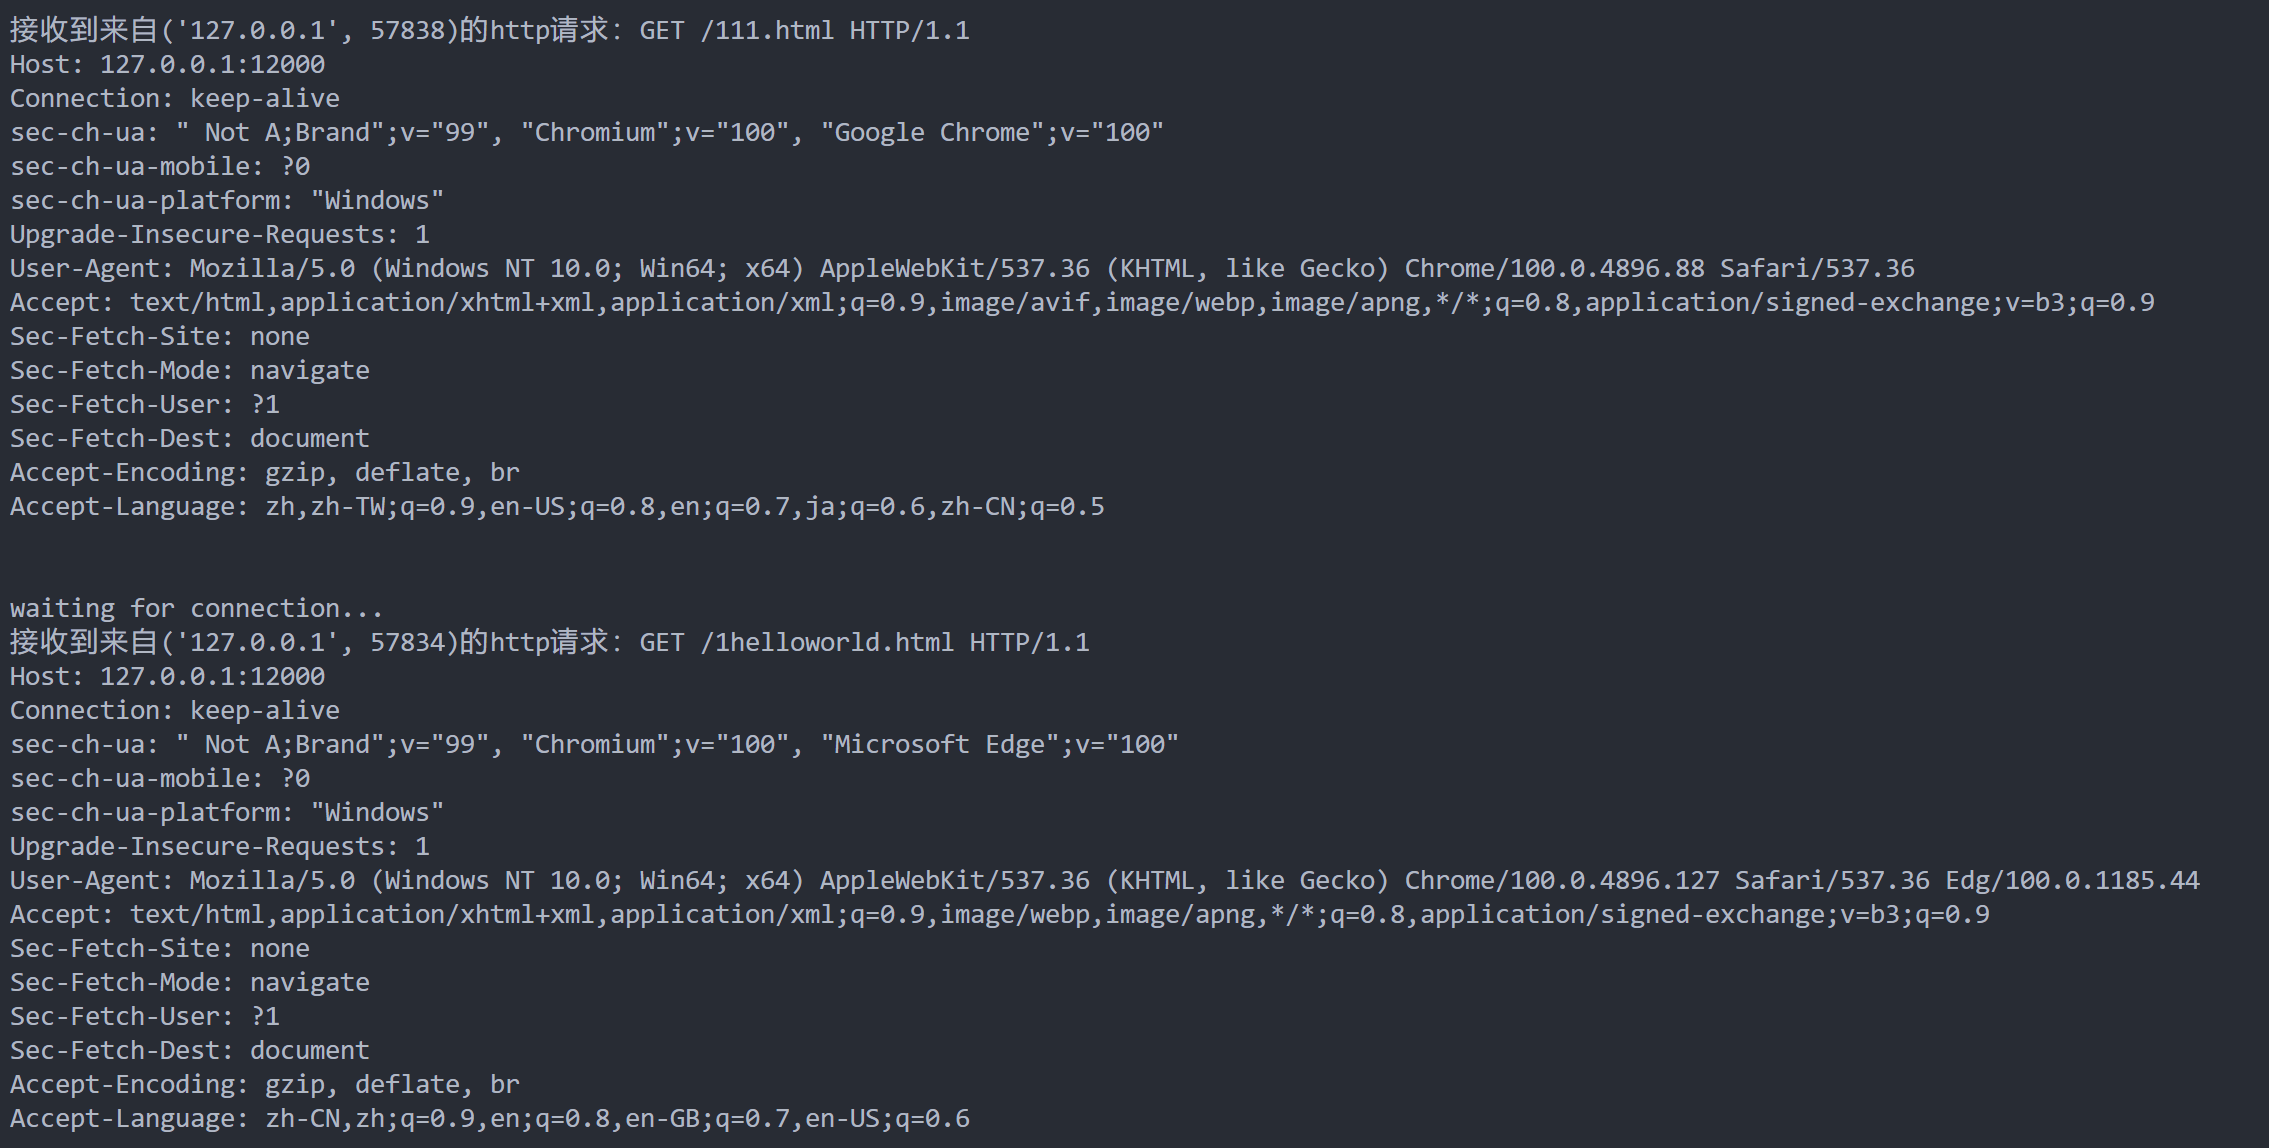 接收到来自('127.0.0.1', 57838)的http请求: GET /111.html HTTP/1.1
Host: 127.0.0.1:12000
Connection: keep-alive
sec-ch-ua: " Not A;Brand";v="99", "Chromium";v="100", "Google Chrome";v="100"
sec-ch-ua-mobile: ?0
sec-ch-ua-platform: "Windows"
Upgrade-Insecure-Requests: 1
User-Agent: Mozilla/5.0 (Windows NT 10.0; Win64; x64) AppleWebKit/537.36 (KHTML, like Gecko) Chrome/100.0.4896.88 Safari/537.36
Accept: text/html,application/xhtml+xml,application/xml;q=0.9,image/avif,image/webp,image/apng,*/*;q=0.8,application/signed-exchange;v=b3;q=0.9
Sec-Fetch-Site: none
Sec-Fetch-Mode: navigate
Sec-Fetch-User: ?1
Sec-Fetch-Dest: document
Accept-Encoding: gzip, deflate, br
Accept-Language: zh,zh-TW;q=0.9,en-US;q=0.8,en;q=0.7,ja;q=0.6,zh-CN;q=0.5
waiting for connection...
接收到来自('127.0.0.1', 57834)的http请求: GET /1helloworld.html HTTP/1.1
Host: 127.0.0.1:12000
Connection: keep-alive
sec-ch-ua: " Not A;Brand";v="99", "Chromium";v="100", "Microsoft Edge";v="100"
sec-ch-ua-mobile: ?0
sec-ch-ua-platform: "Windows"
Upgrade-Insecure-Requests: 1
User-Agent: Mozilla/5.0 (Windows NT 10.0; Win64; x64) AppleWebKit/537.36 (KHTML, like Gecko) Chrome/100.0.4896.127 Safari/537.36 Edg/100.0.1185.44
Accept: text/html,application/xhtml+xml,application/xml;q=0.9,image/webp,image/apng,*/*;q=0.8,application/signed-exchange;v=b3;q=0.9
Sec-Fetch-Site: none
Sec-Fetch-Mode: navigate
Sec-Fetch-User: ?1
Sec-Fetch-Dest: document
Accept-Encoding: gzip, deflate, br
Accept-Language: zh-CN,zh;q=0.9,en;q=0.8,en-GB;q=0.7,en-US;q=0.6